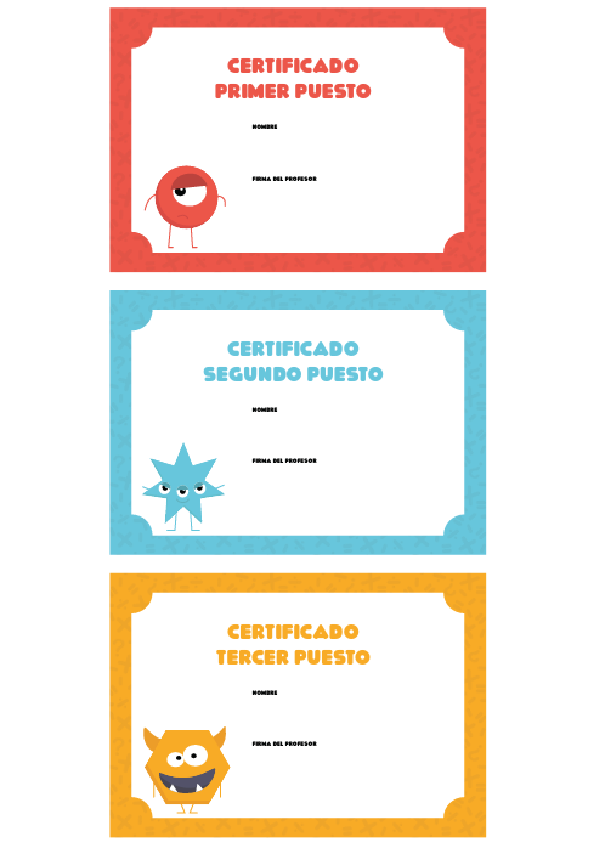 CERTIFICADO
PRIMER PUESTO
NOMBRE
FIRMA DEL PROFESOR
CERTIFICADO
SEGUNDO PUESTO
NOMBRE
FIRMA DEL PROFESOR
CERTIFICADO
TERCER PUESTO
NOMBRE
FIRMA DEL PROFESOR